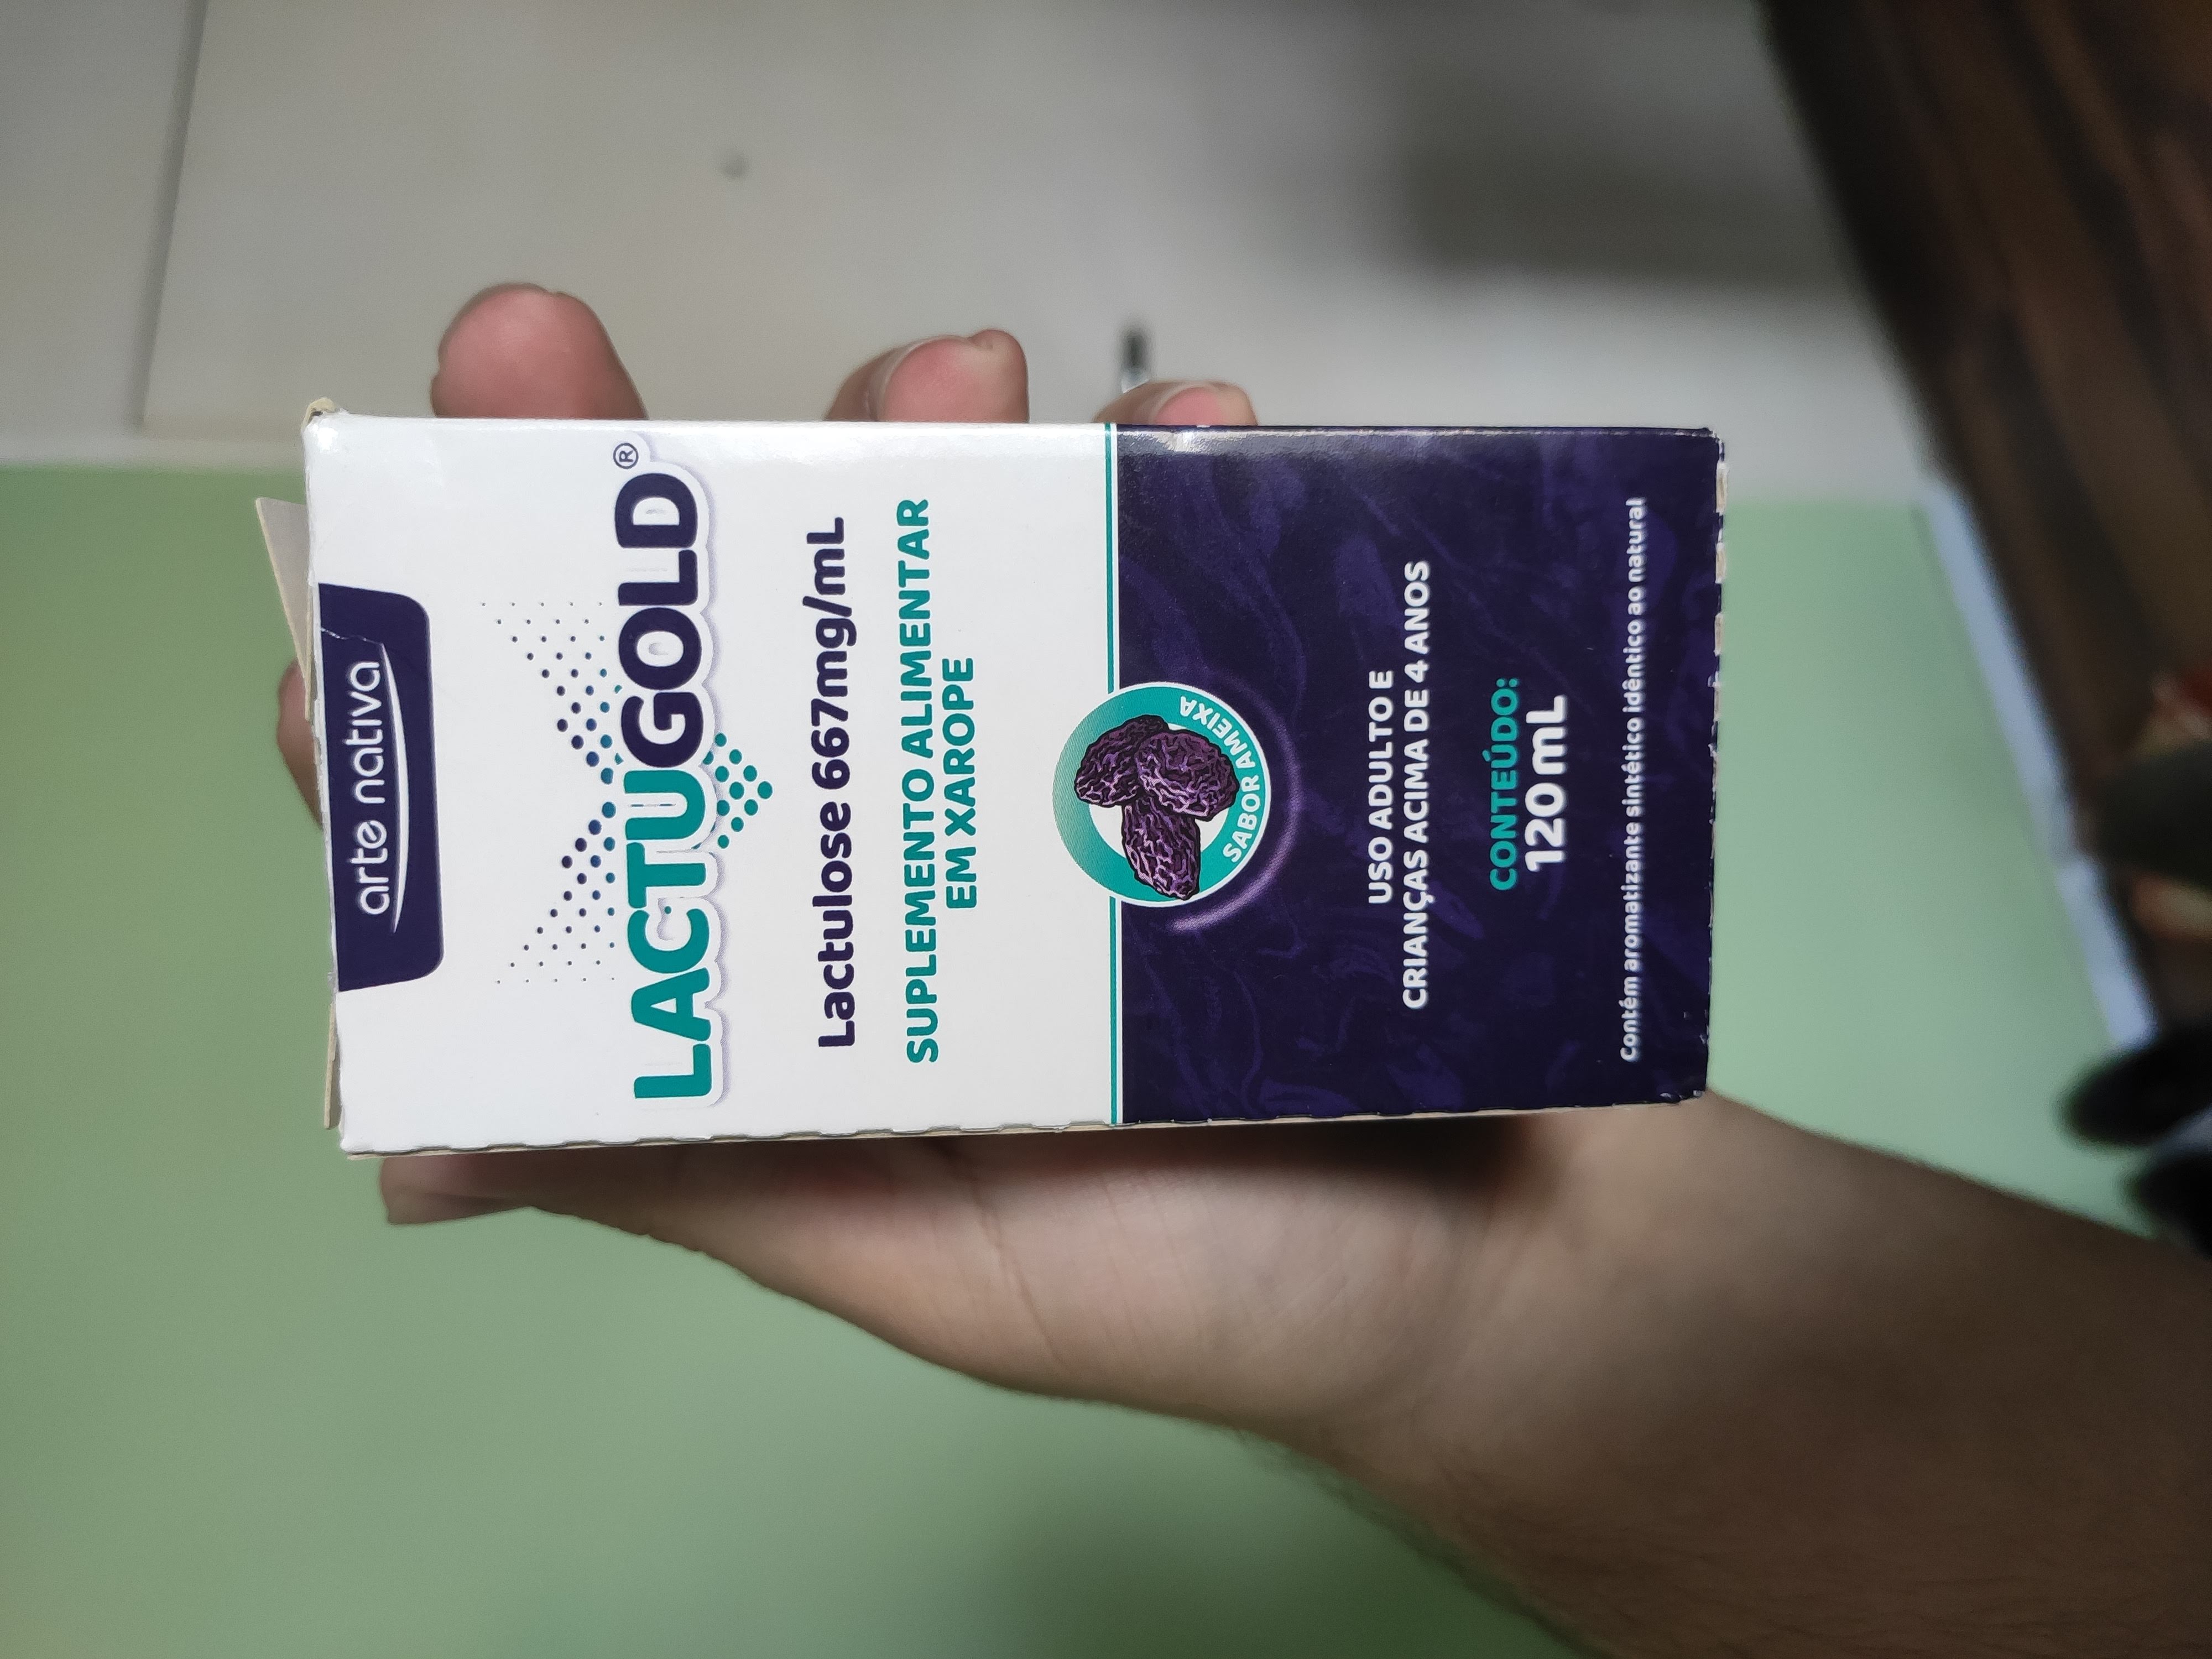 arte nativa
LACTUGOLD®
Lactulose 667mg/mL
SUPLEMENTO ALIMENTAR
EM XAROPE
SABOR AMEIXA
USO ADULTO E
CRIANÇAS ACIMA DE 4 ANOS
CONTEÚDO:
120 mL
Contém aromatizante sintético idêntico ao natural